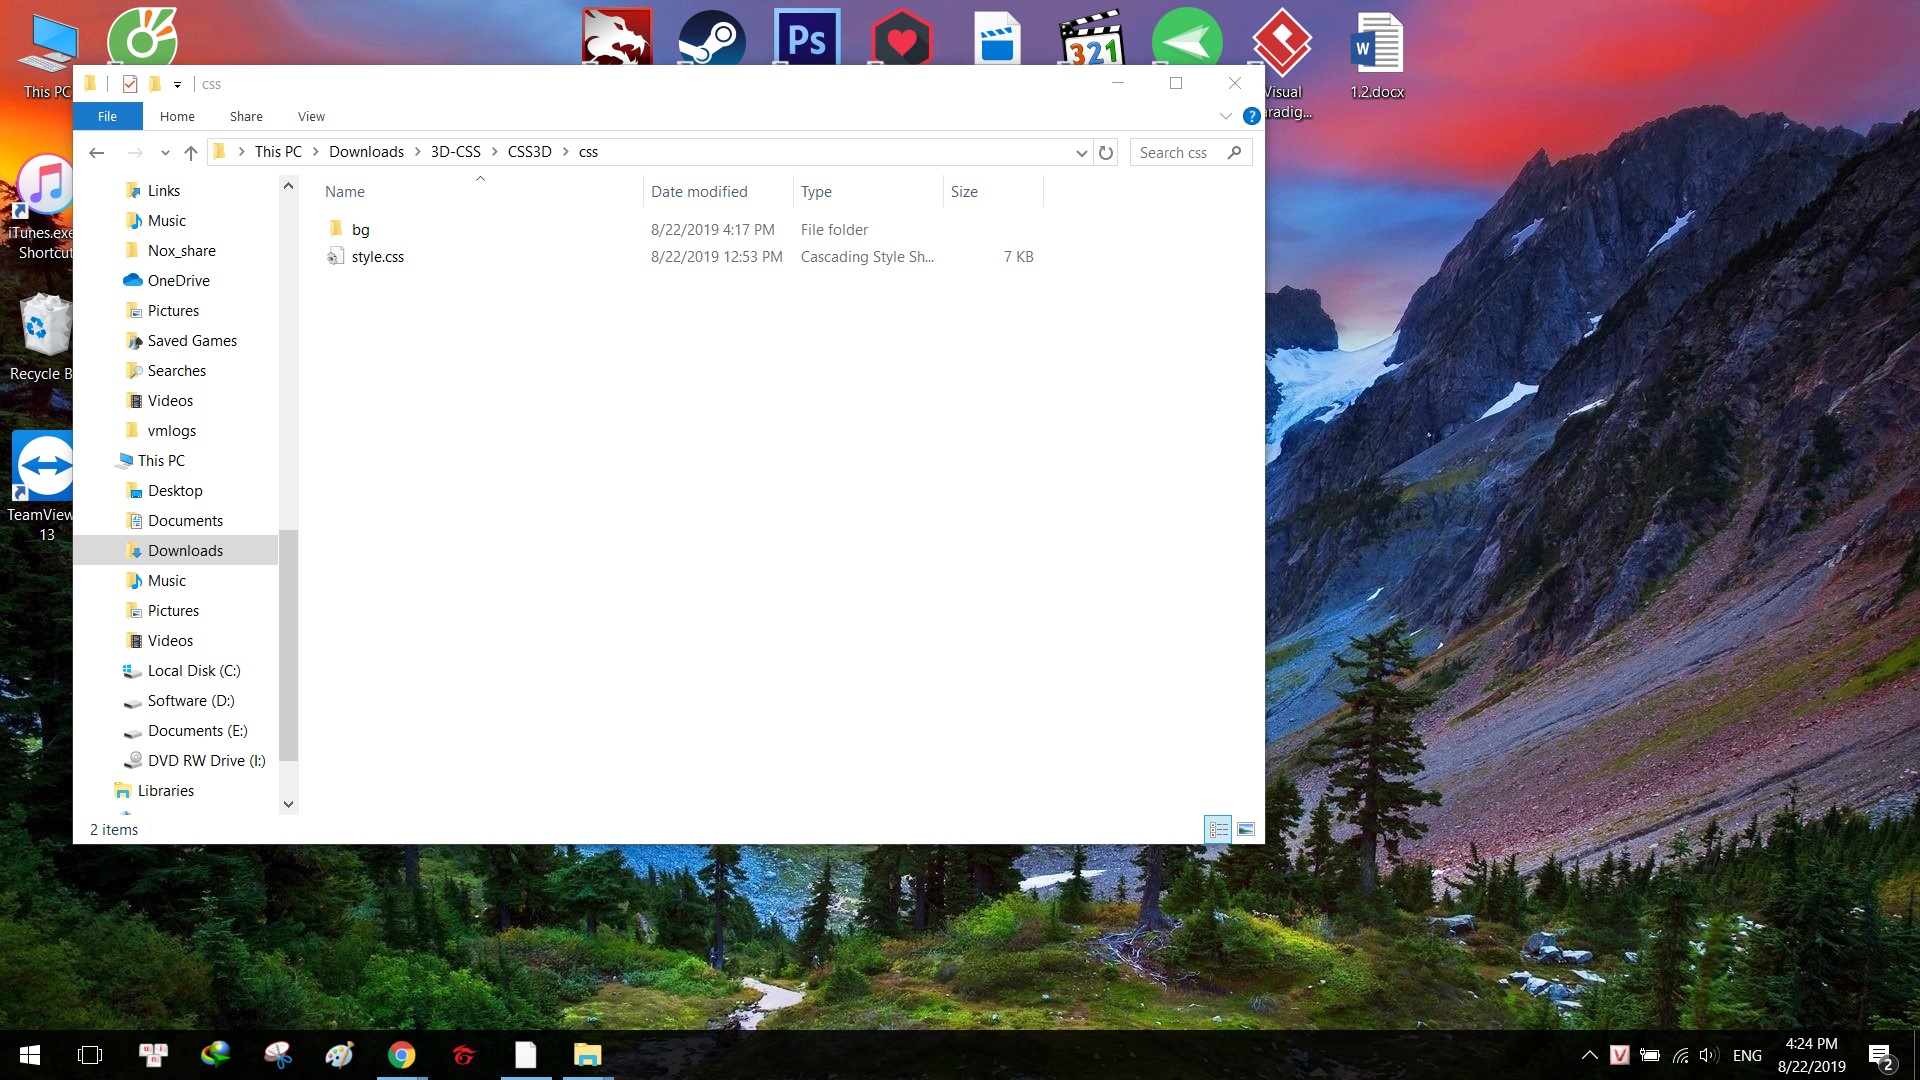 This PC
Ps
321
W
Visual
aradig...
1.2.docx
iTunes.exe
Shortcut
Recycle B
TeamView
13
css
File
Home
Share
View
?
This PC
Downloads
3D-CSS
CSS3D
css
Search css
Name
Date modified
Type
Size
bg
8/22/2019 4:17 PM
File folder
style.css
8/22/2019 12:53 PM
Cascading Style Sh...
7 KB
Links
Music
Nox_share
OneDrive
Pictures
Saved Games
Searches
Videos
vmlogs
This PC
Desktop
Documents
Downloads
Music
Pictures
Videos
Local Disk (C:)
Software (D:)
Documents (E:)
DVD RW Drive (I:)
Libraries
2 items
V
ENG
4:24 PM
8/22/2019
2